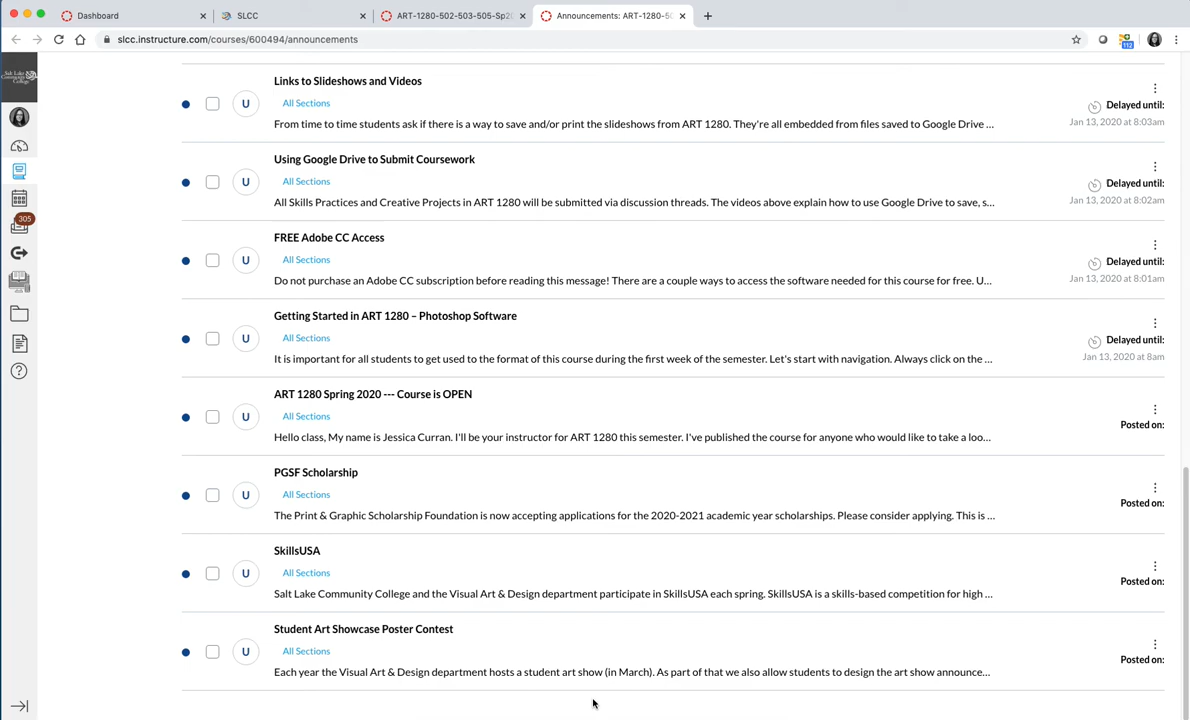 Dashboard
SLCC
ART-1280-502-503-505-Sp20
Announcements: ART-1280-50
slcc.instructure.com/courses/600494/announcements
112
Salt Lake
Community
College
305
Links to Slideshows and Videos
All Sections
From time to time students ask if there is a way to save and/or print the slideshows from ART 1280. They're all embedded from files saved to Google Drive ...
Delayed until:
Jan 13, 2020 at 8:03am
Using Google Drive to Submit Coursework
All Sections
All Skills Practices and Creative Projects in ART 1280 will be submitted via discussion threads. The videos above explain how to use Google Drive to save, s...
Delayed until:
Jan 13, 2020 at 8:02am
FREE Adobe CC Access
All Sections
Do not purchase an Adobe CC subscription before reading this message! There are a couple ways to access the software needed for this course for free. U...
Delayed until:
Jan 13, 2020 at 8:01am
Getting Started in ART 1280 – Photoshop Software
All Sections
It is important for all students to get used to the format of this course during the first week of the semester. Let's start with navigation. Always click on the ...
Delayed until:
Jan 13, 2020 at 8am
ART 1280 Spring 2020 --- Course is OPEN
All Sections
Hello class, My name is Jessica Curran. I'll be your instructor for ART 1280 this semester. I've published the course for anyone who would like to take a loo...
Posted on:
PGSF Scholarship
All Sections
The Print & Graphic Scholarship Foundation is now accepting applications for the 2020-2021 academic year scholarships. Please consider applying. This is ...
Posted on:
SkillsUSA
All Sections
Salt Lake Community College and the Visual Art & Design department participate in SkillsUSA each spring. SkillsUSA is a skills-based competition for high ...
Posted on:
Student Art Showcase Poster Contest
All Sections
Each year the Visual Art & Design department hosts a student art show (in March). As part of that we also allow students to design the art show announce...
Posted on:
U
U
U
U
U
U
U
U